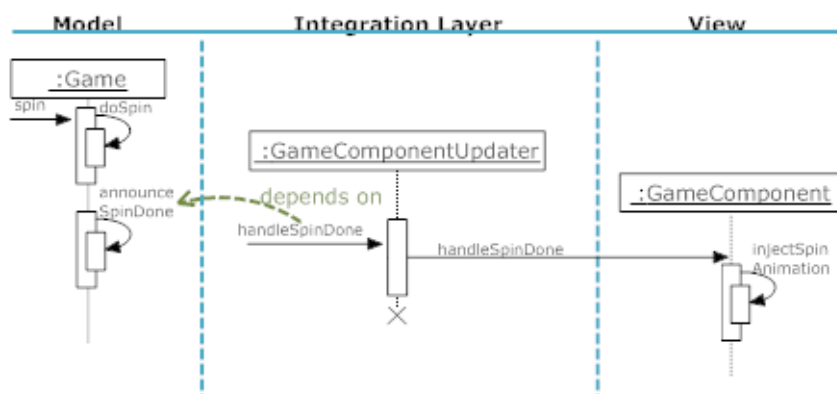 Model
Integration Layer
View
:Game
spin
doSpin
:GameComponentUpdater
:GameComponent
announce
SpinDone
depends on
handleSpinDone
handleSpinDone
injectSpin
Animation